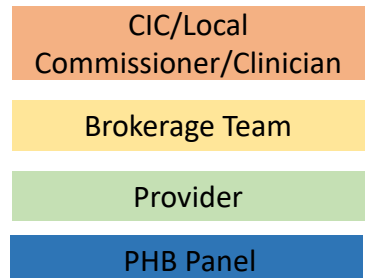 CIC/Local
Commissioner/Clinician
Brokerage Team
Provider
PHB Panel